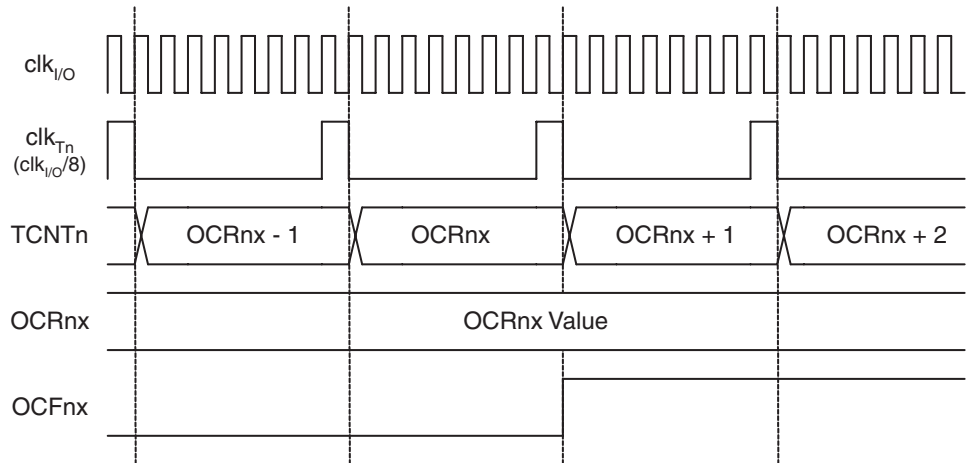 clkI/O
clkTn
(clkI/O/8)
TCNTn
OCRnx - 1
OCRnx
OCRnx + 1
OCRnx + 2
OCRnx
OCRnx Value
OCFnx